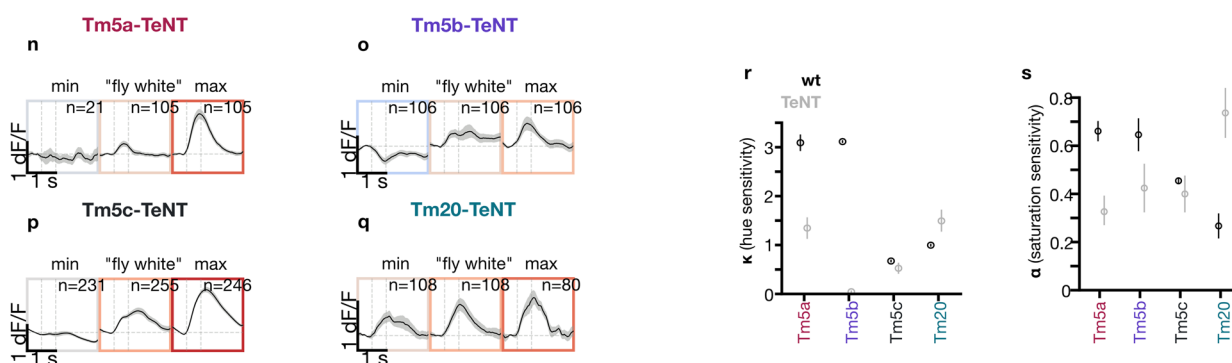 Tm5a-TeNT
n
min "fly white" max
n=21 n=105 n=105
1 dF/F
1 s
Tm5b-TeNT
o
min "fly white" max
n=106 n=106 n=106
1 dF/F
1 s
Tm5c-TeNT
p
min "fly white" max
n=231 n=255 n=246
1 dF/F
1 s
Tm20-TeNT
q
min "fly white" max
n=108 n=108 n=80
1 dF/F
1 s
r
wt
TeNT
κ (hue sensitivity)
3
2
1
0
Tm5a Tm5b Tm5c Tm20
s
α (saturation sensitivity)
0.8
0.6
0.4
0.2
0
Tm5a Tm5b Tm5c Tm20